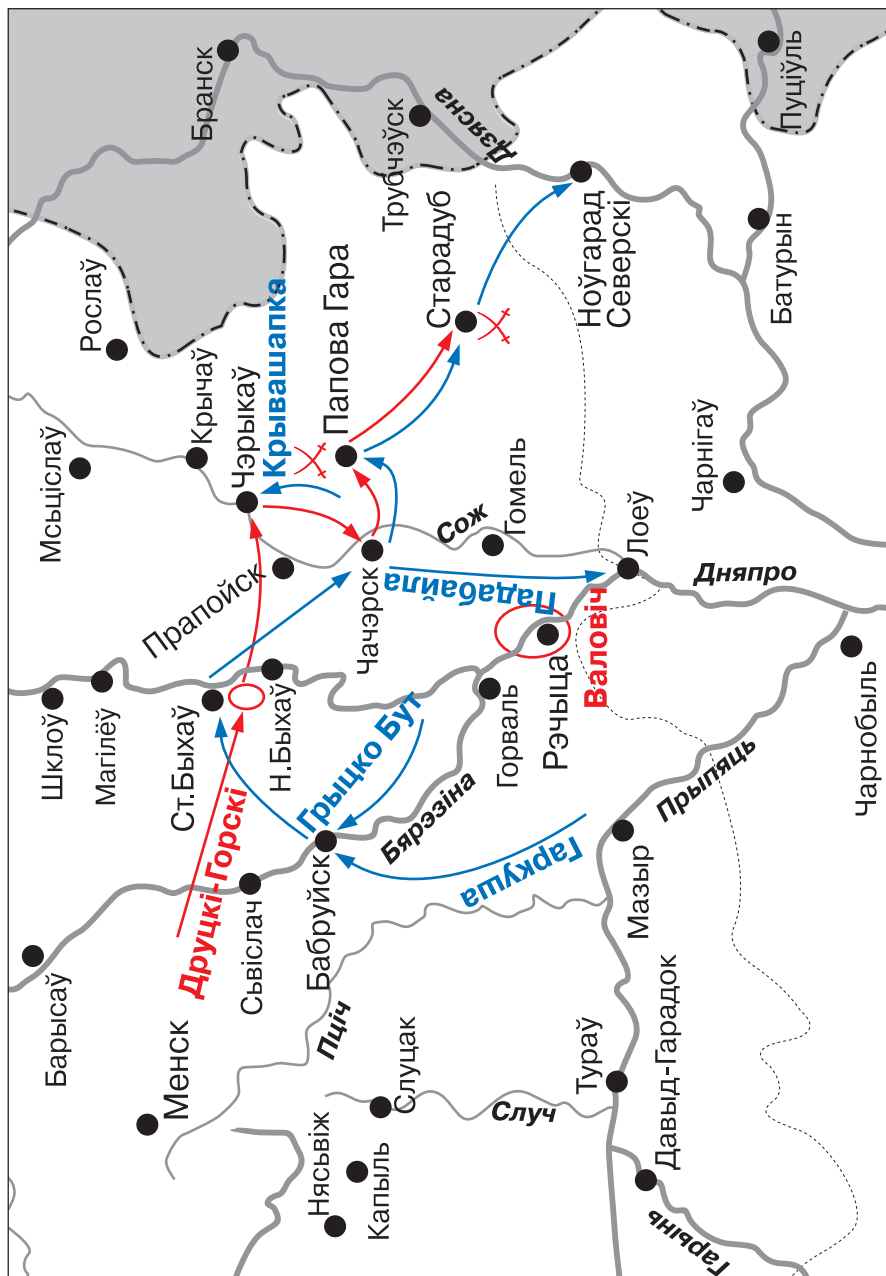 Бранск
Пуціўль
Трубчэўск
Дзясна
Рослаў
Старадуб
Ноўгарад
Северскі
Батурын
Крычаў
Чэрыкаў
Крывашапка
Папова Гара
Мсьціслаў
Чарнігаў
Прапойск
Чачэрск
Сож
Гомель
Лоеў
Дняпро
Падабайла
Шклоў
Магілёў
Ст.Быхаў
Н.Быхаў
Горваль
Рэчыца
Валовіч
Чарнобыль
Грыцко Бут
Друцкі-Горскі
Бярэзіна
Прыпяць
Гаркуша
Сьвіслач
Бабруйск
Мазыр
Барысаў
Менск
Пціч
Слуцак
Случ
Тураў
Давыд-Гарадок
Нясьвіж
Капыль
Гарынь